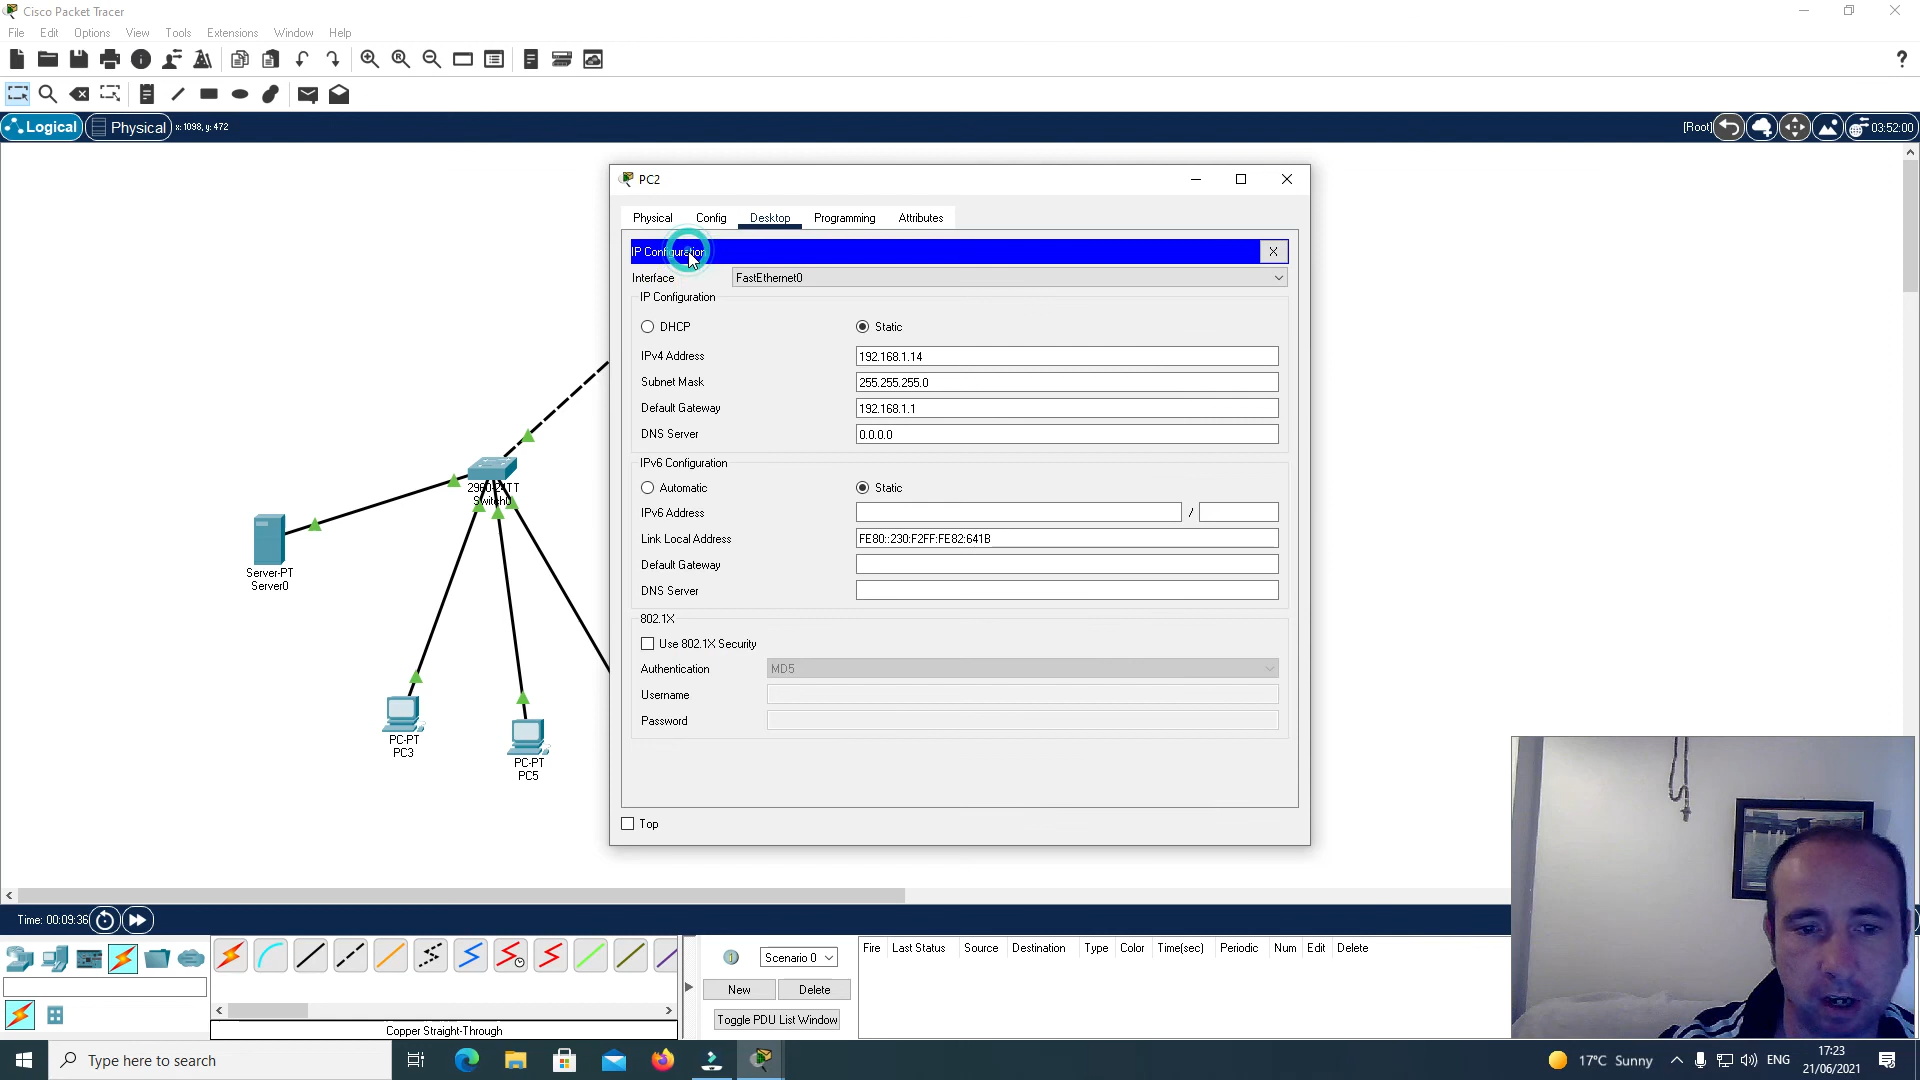 Cisco Packet Tracer
File Edit Options View Tools Extensions Window Help
Logical Physical x: 1098, y: 472 [Root] 03:52:00
PC2
Physical Config Desktop Programming Attributes
IP Configuration X
Interface FastEthernet0
IP Configuration
DHCP Static
IPv4 Address 192.168.1.14
Subnet Mask 255.255.255.0
Default Gateway 192.168.1.1
DNS Server 0.0.0.0
IPv6 Configuration
Automatic Static
IPv6 Address /
Link Local Address FE80::230:F2FF:FE82:641B
Default Gateway
DNS Server
802.1X
Use 802.1X Security
Authentication MD5
Username
Password
Top
2960-24TT
Switch0
Server-PT
Server0
PC-PT
PC3
PC-PT
PC5
Time: 00:09:36
Scenario 0
New Delete
Toggle PDU List Window
Fire Last Status Source Destination Type Color Time(sec) Periodic Num Edit Delete
Copper Straight-Through
Type here to search
17°C Sunny ENG
17:23
21/06/2021